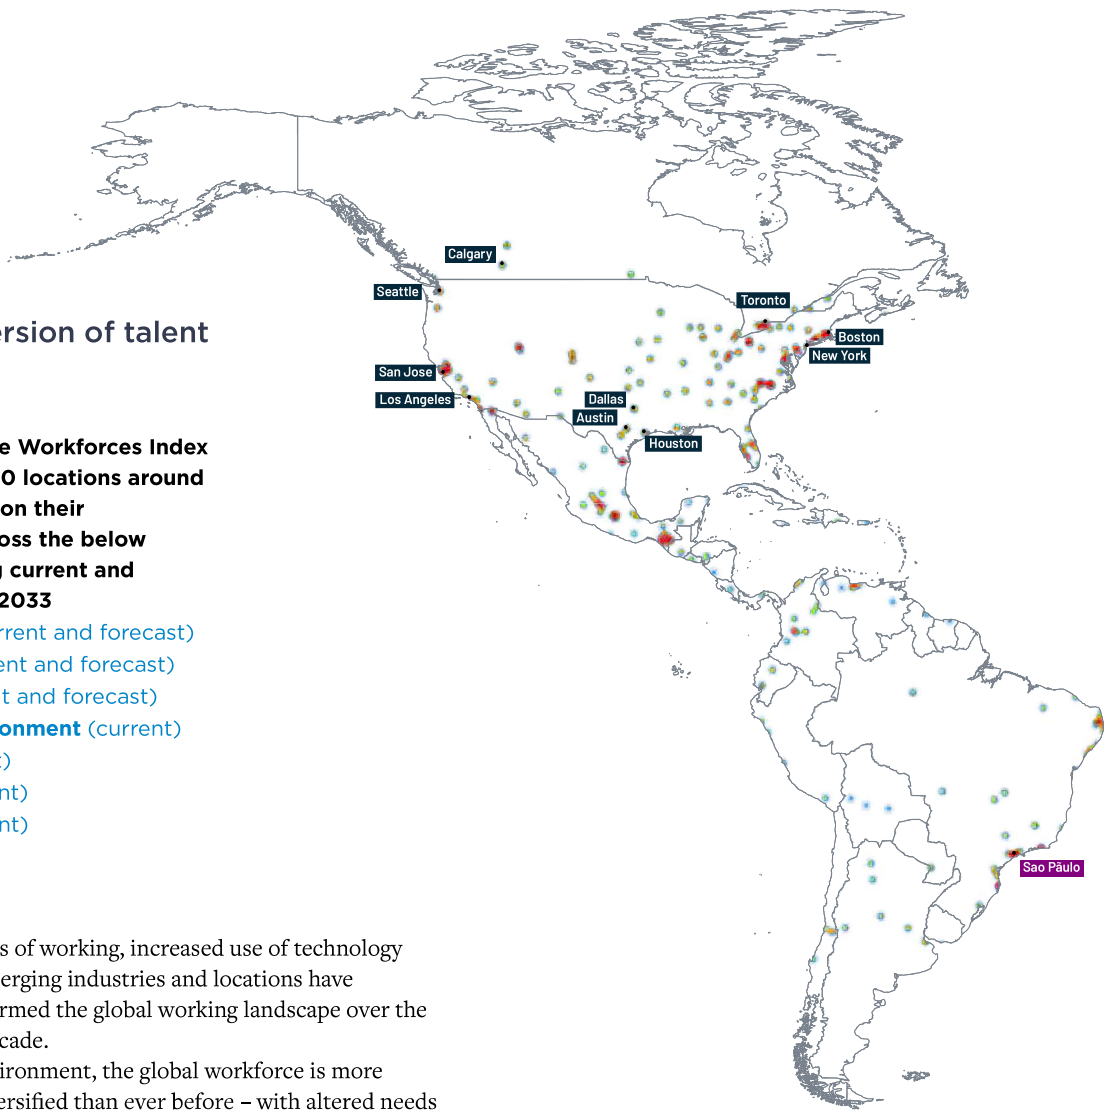 Calgary
Seattle
Toronto
ersion of talent
Boston
New York
San Jose
Los Angeles
Dallas
Austin
Houston
e Workforces Index
0 locations around
on their
oss the below
g current and
2033
rrent and forecast)
ent and forecast)
t and forecast)
onment (current)
t)
nt)
nt)
Sao Pãulo
s of working, increased use of technology
erging industries and locations have
ormed the global working landscape over the
cade.
ironment, the global workforce is more
ersified than ever before – with altered needs